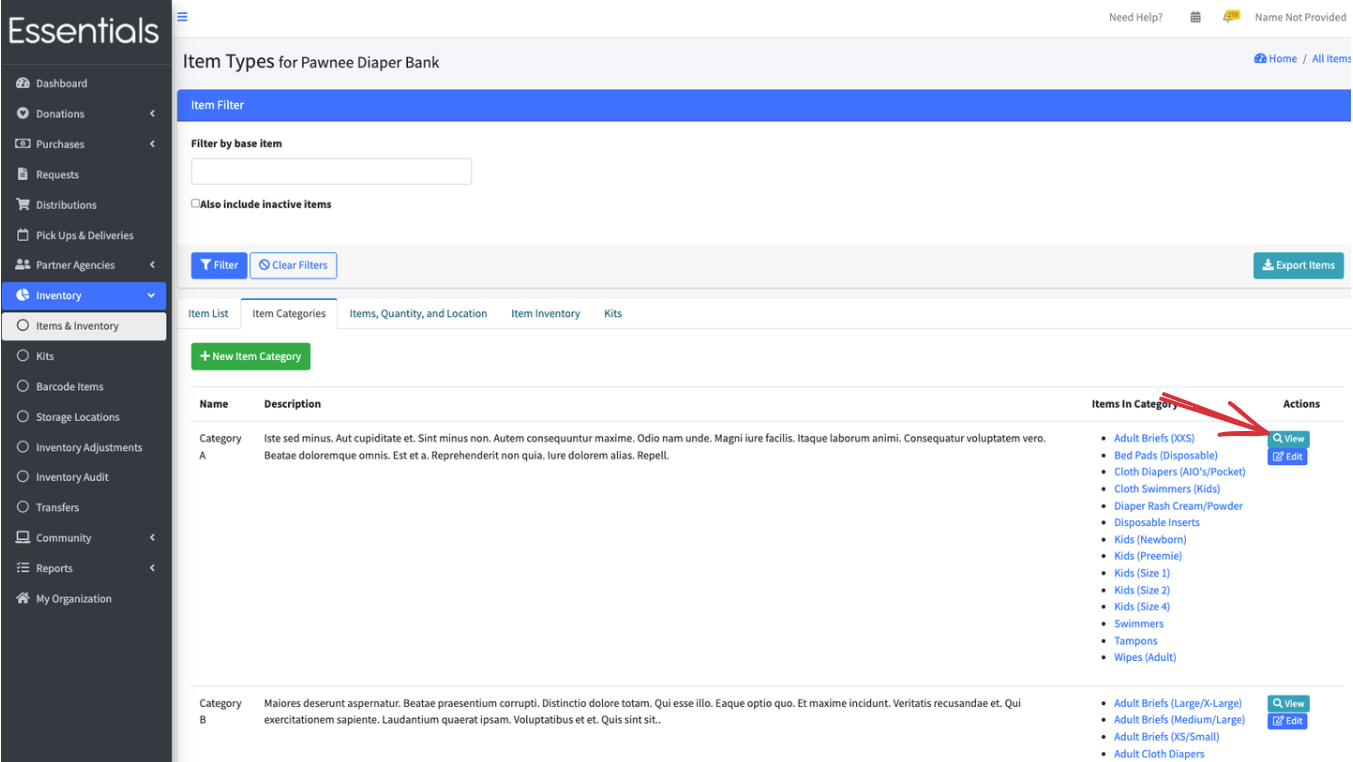 Essentials
Need Help?
279
Name Not Provided
Item Types for Pawnee Diaper Bank
Home / All Items
Dashboard
Donations
Purchases
Requests
Distributions
Pick Ups & Deliveries
Partner Agencies
Inventory
Items & Inventory
Kits
Barcode Items
Storage Locations
Inventory Adjustments
Inventory Audit
Transfers
Community
Reports
My Organization
Item Filter
Filter by base item
Also include inactive items
Filter
Clear Filters
Export Items
Item List
Item Categories
Items, Quantity, and Location
Item Inventory
Kits
New Item Category
Name
Description
Items In Category
Actions
Category
A
Iste sed minus. Aut cupiditate et. Sint minus non. Autem consequuntur maxime. Odio nam unde. Magni iure facilis. Itaque laborum animi. Consequatur voluptatem vero.
Beatae doloremque omnis. Est et a. Reprehenderit non quia. Iure dolorem alias. Repell.
Adult Briefs (XXS)
Bed Pads (Disposable)
Cloth Diapers (AIO's/Pocket)
Cloth Swimmers (Kids)
Diaper Rash Cream/Powder
Disposable Inserts
Kids (Newborn)
Kids (Preemie)
Kids (Size 1)
Kids (Size 2)
Kids (Size 4)
Swimmers
Tampons
Wipes (Adult)
View
Edit
Category
B
Maiores deserunt aspernatur. Beatae praesentium corrupti. Distinctio dolore totam. Qui esse illo. Eaque optio quo. Et maxime incidunt. Veritatis recusandae et. Qui
exercitationem sapiente. Laudantium quaerat ipsam. Voluptatibus et et. Quis sint sit..
Adult Briefs (Large/X-Large)
Adult Briefs (Medium/Large)
Adult Briefs (XS/Small)
Adult Cloth Diapers
View
Edit